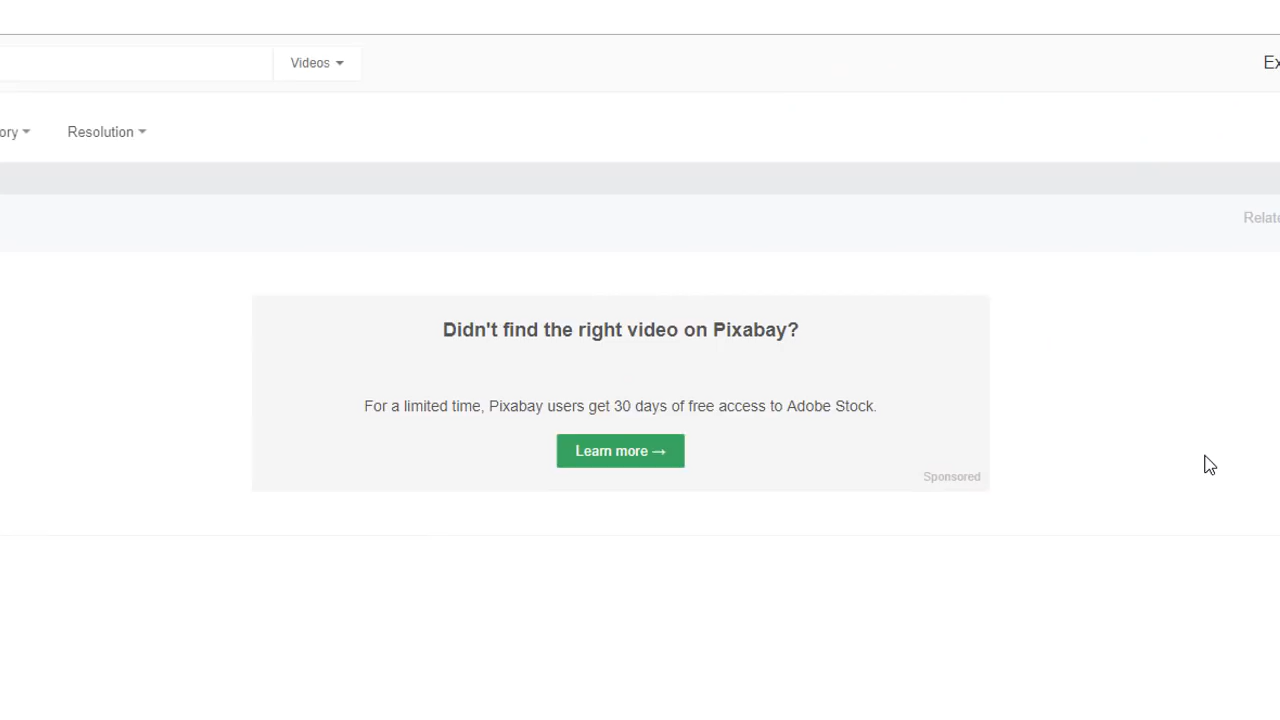 Videos
Ex
ory
Resolution
Relate
Didn't find the right video on Pixabay?
For a limited time, Pixabay users get 30 days of free access to Adobe Stock.
Learn more →
Sponsored